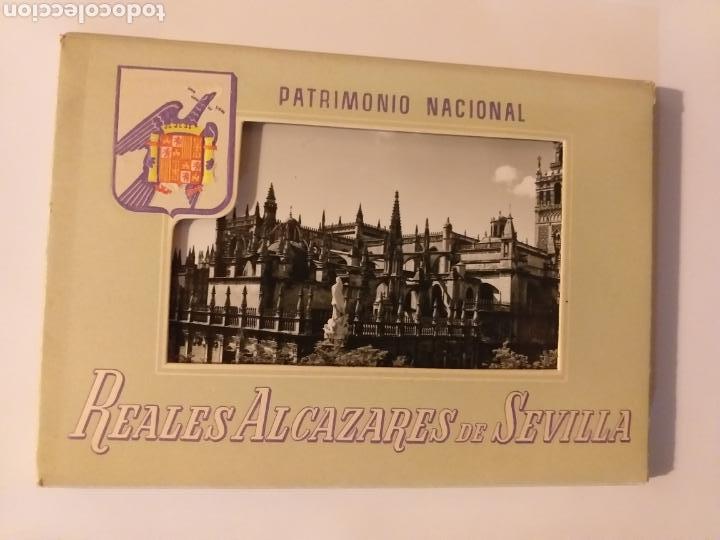 todocoleccion
PATRIMONIO NACIONAL
REALES ALCAZARES DE SEVILLA